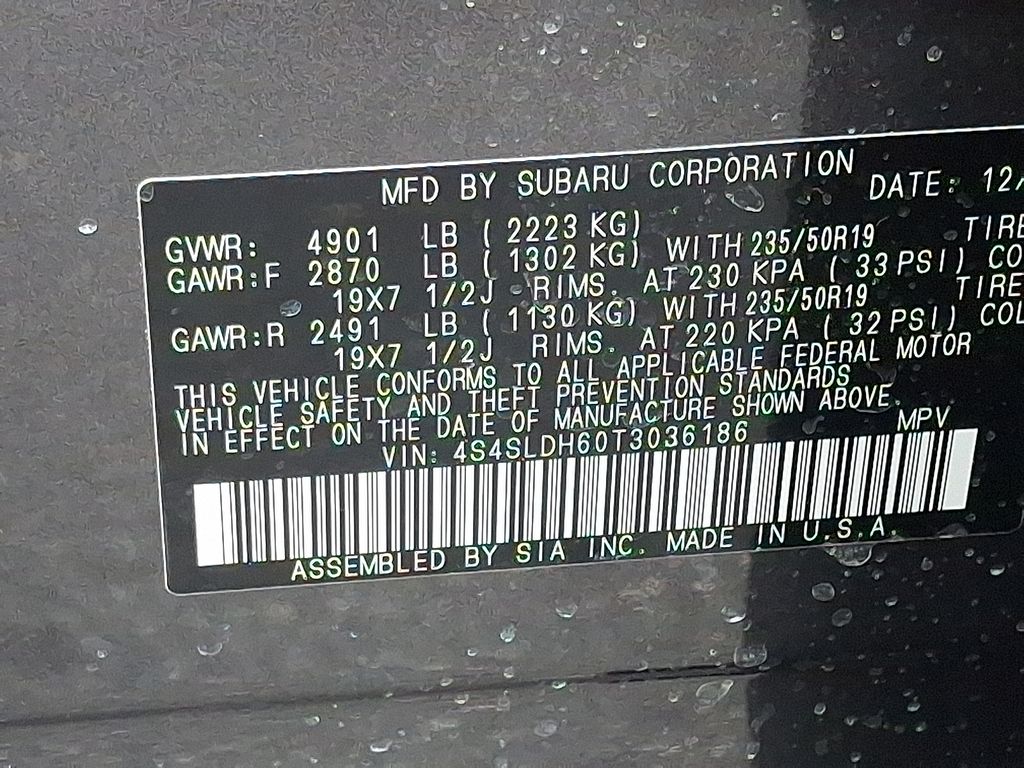 MFD BY SUBARU CORPORATION DATE: 12/
GVWR: 4901 LB ( 2223 KG)
GAWR:F 2870 LB ( 1302 KG) WITH 235/50R19 TIRE
19X7 1/2J RIMS. AT 230 KPA ( 33 PSI) CO
GAWR:R 2491 LB ( 1130 KG) WITH 235/50R19 TIRE
19X7 1/2J RIMS. AT 220 KPA ( 32 PSI) COL
THIS VEHICLE CONFORMS TO ALL APPLICABLE FEDERAL MOTOR
VEHICLE SAFETY AND THEFT PREVENTION STANDARDS
IN EFFECT ON THE DATE OF MANUFACTURE SHOWN ABOVE.
VIN: 4S4SLDH60T3036186 MPV
ASSEMBLED BY SIA INC. MADE IN U.S.A.